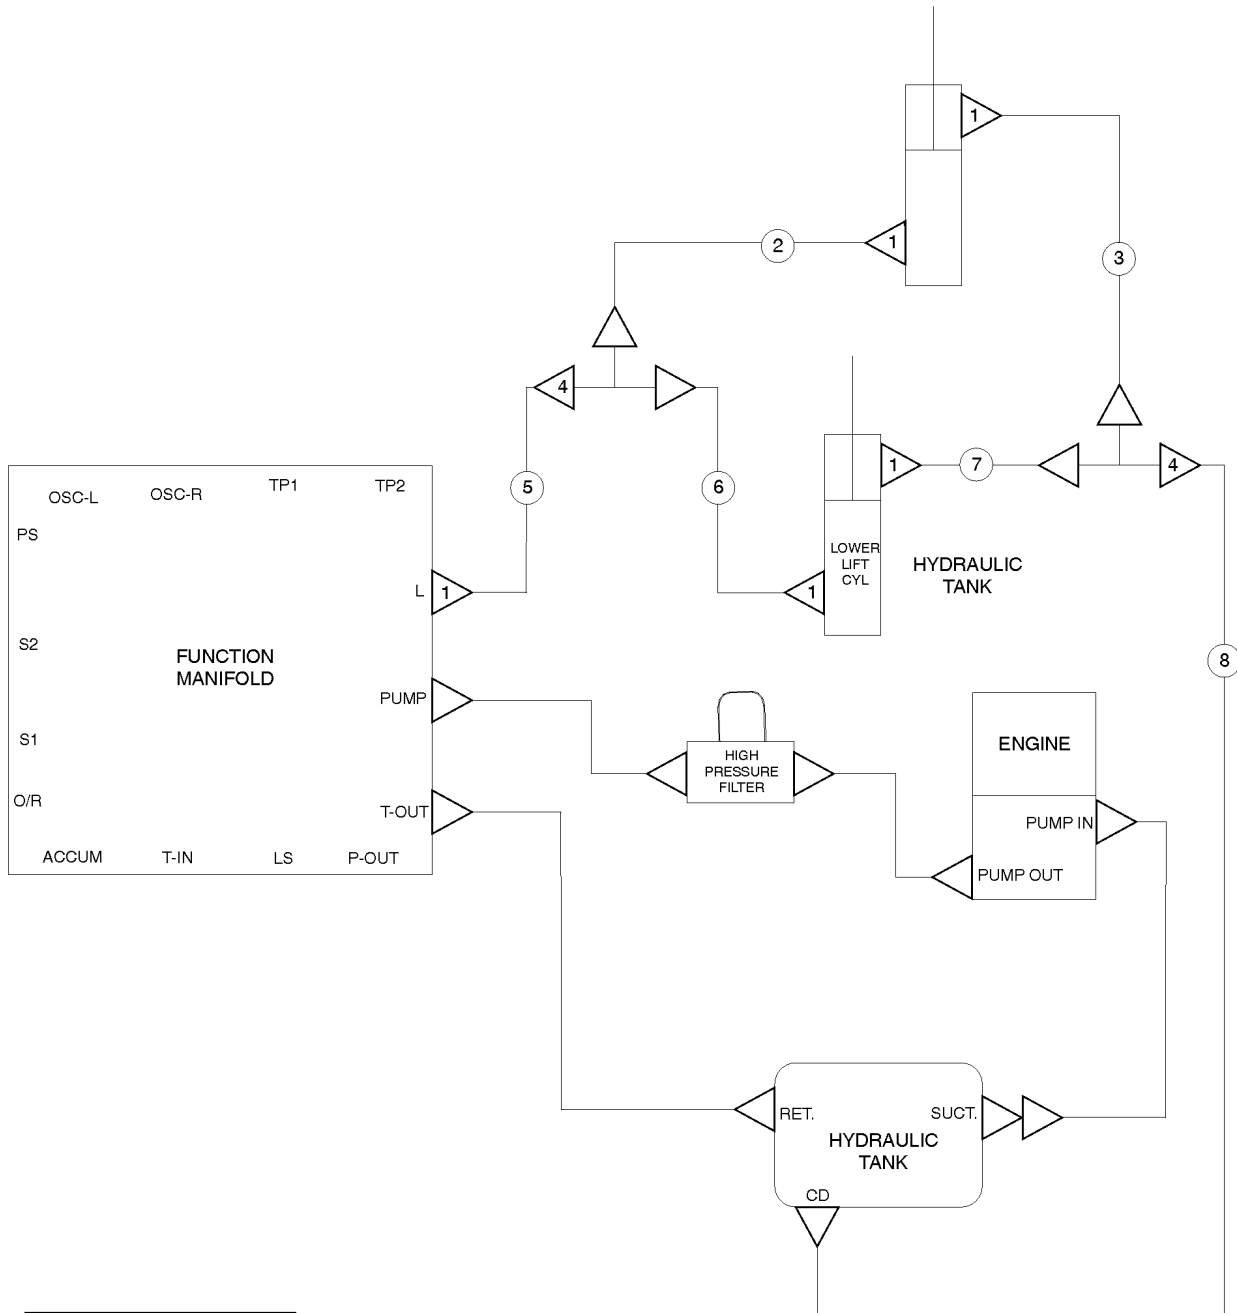 1
2
1
3
4
1
7
4
5
6
OSC-L
OSC-R
TP1
TP2
PS
L
1
LOWER
LIFT
CYL
1
HYDRAULIC
TANK
S2
FUNCTION
MANIFOLD
8
PUMP
S1
HIGH
PRESSURE
FILTER
ENGINE
O/R
T-OUT
PUMP IN
PUMP OUT
ACCUM
T-IN
LS
P-OUT
RET.
SUCT.
HYDRAULIC
TANK
CD